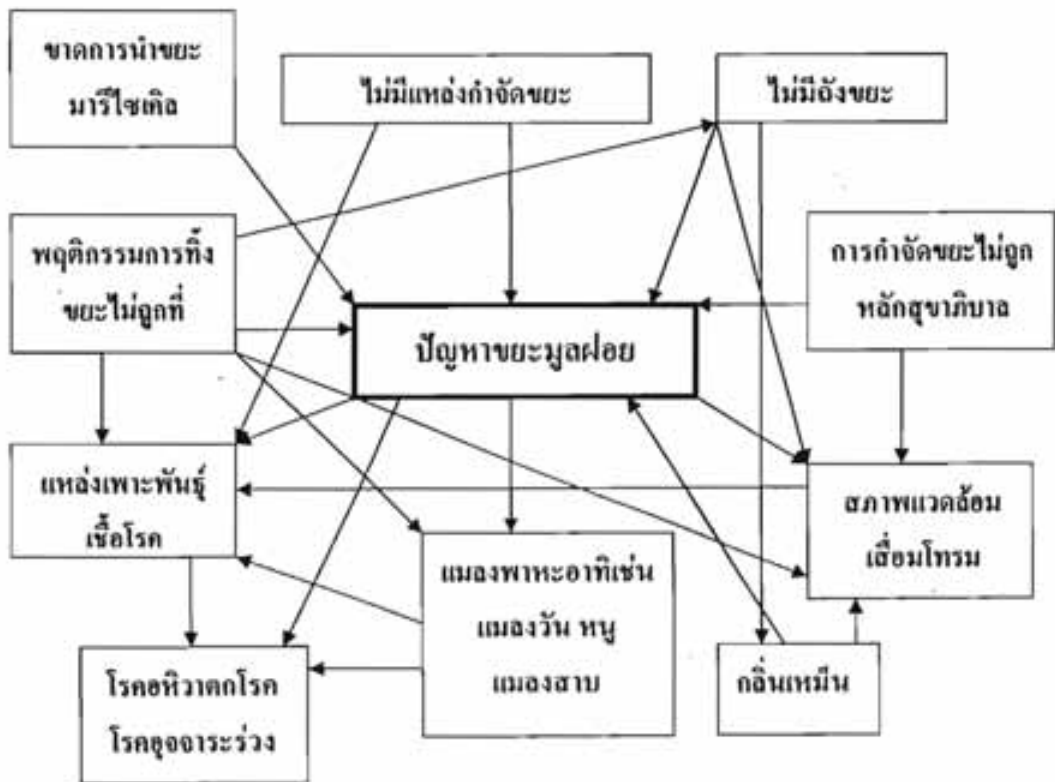 ขาดการนำขยะ
มารีไซเคิล
ไม่มีแหล่งกำจัดขยะ
ไม่มีถังขยะ
พฤติกรรมการทิ้ง
ขยะไม่ถูกที่
การกำจัดขยะไม่ถูก
หลักสุขาภิบาล
ปัญหาขยะมูลฝอย
แหล่งเพาะพันธุ์
เชื้อโรค
สภาพแวดล้อม
เสื่อมโทรม
แมลงพาหะอาทิเช่น
แมลงวัน หนู
แมลงสาบ
กลิ่นเหมืน
โรคอหิวาตกโรค
โรคอุจจาระร่วง